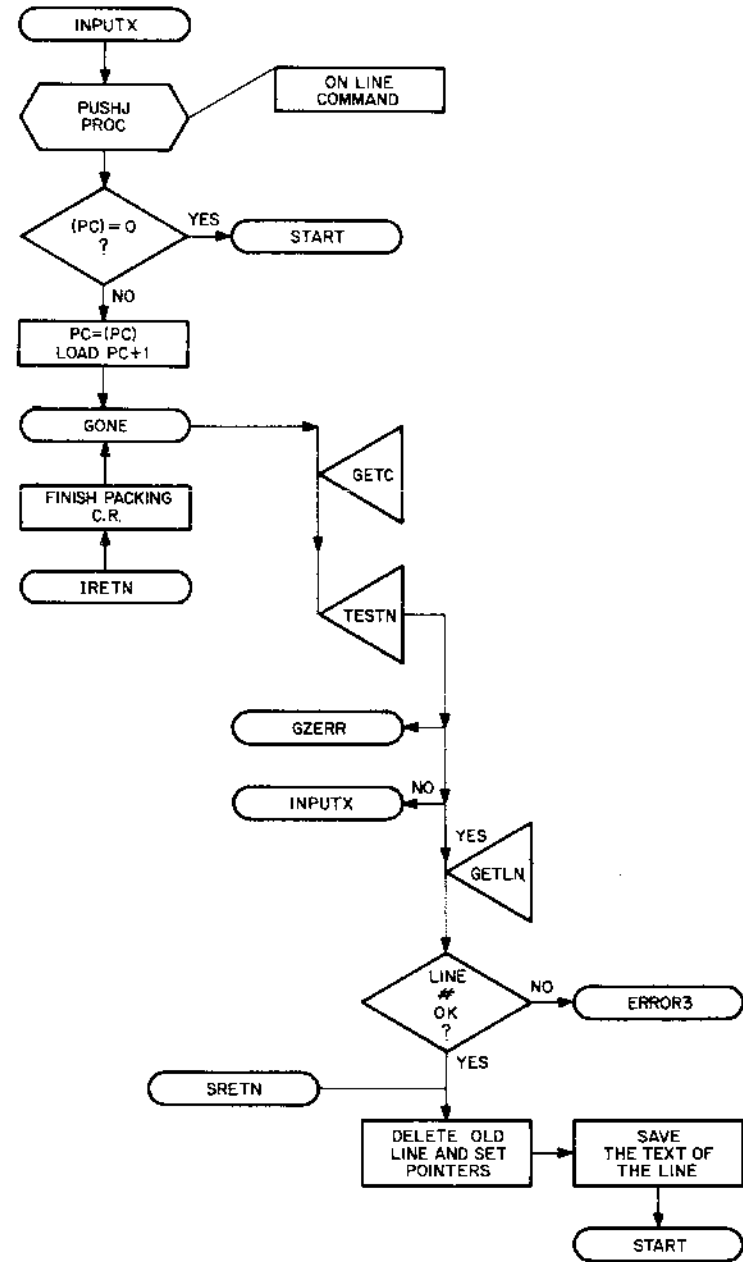 INPUTX
PUSHJ
PROC
ON LINE
COMMAND
(PC)=0
?
YES
START
NO
PC=(PC)
LOAD PC+1
GONE
GETC
FINISH PACKING
C.R.
IRETN
TESTN
GZERR
INPUTX
NO
YES
GETLN
LINE
#
OK
?
NO
ERROR3
YES
SRETN
DELETE OLD
LINE AND SET
POINTERS
SAVE
THE TEXT OF
THE LINE
START